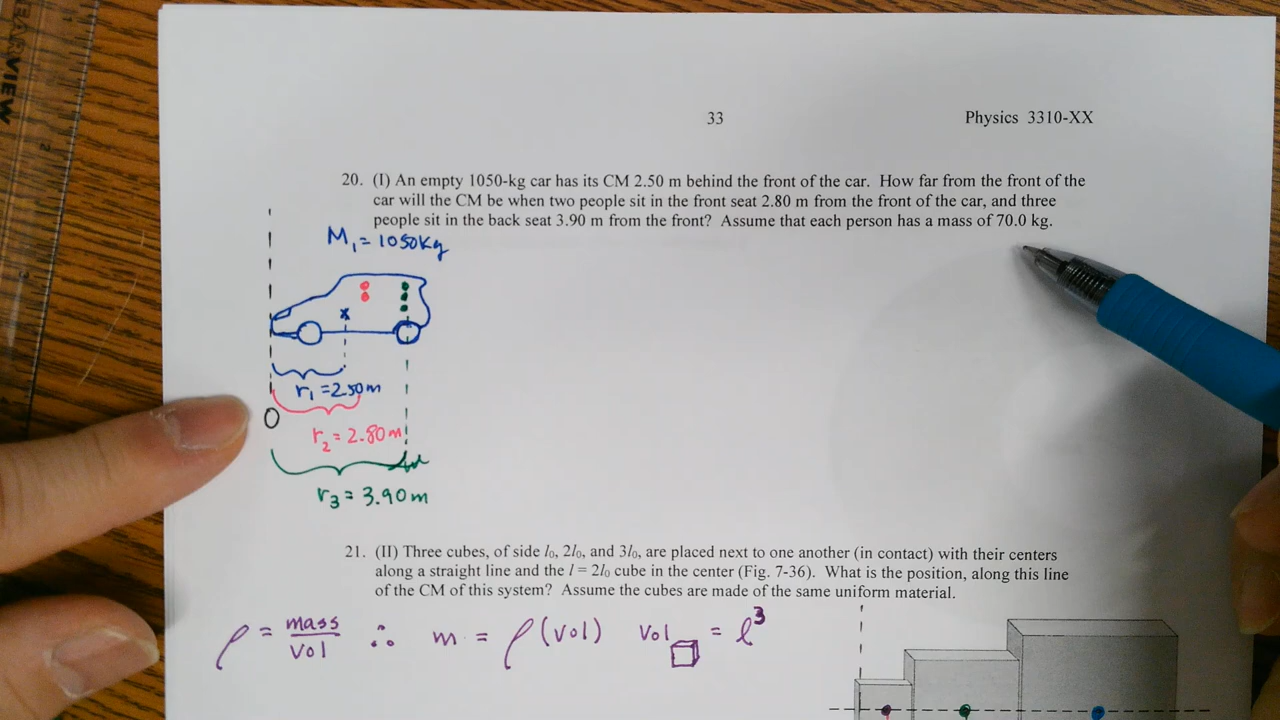 EARVIEW
33
Physics 3310-XX
20. (I) An empty 1050-kg car has its CM 2.50 m behind the front of the car. How far from the front of the
car will the CM be when two people sit in the front seat 2.80 m from the front of the car, and three
people sit in the back seat 3.90 m from the front? Assume that each person has a mass of 70.0 kg.
M₁ = 1050Kg
x
r₁ = 2.50m
O
r₂ = 2.80m
r₃ = 3.90m
21. (II) Three cubes, of side l₀, 2l₀, and 3l₀, are placed next to one another (in contact) with their centers
along a straight line and the l = 2l₀ cube in the center (Fig. 7-36). What is the position, along this line
of the CM of this system? Assume the cubes are made of the same uniform material.
ρ = mass/vol ∴ m = ρ(vol) Vol = l³